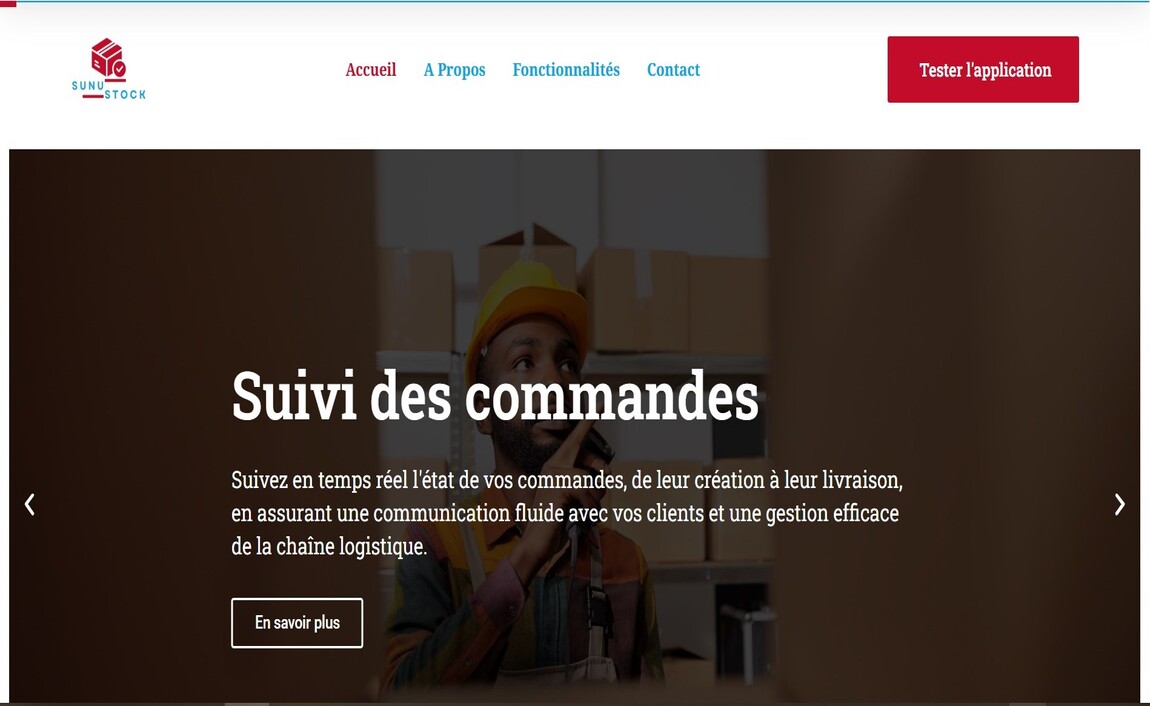 SUNU
STOCK
Accueil
A Propos
Fonctionnalités
Contact
Tester l'application
Suivi des commandes
Suivez en temps réel l'état de vos commandes, de leur création à leur livraison,
en assurant une communication fluide avec vos clients et une gestion efficace
de la chaîne logistique.
En savoir plus